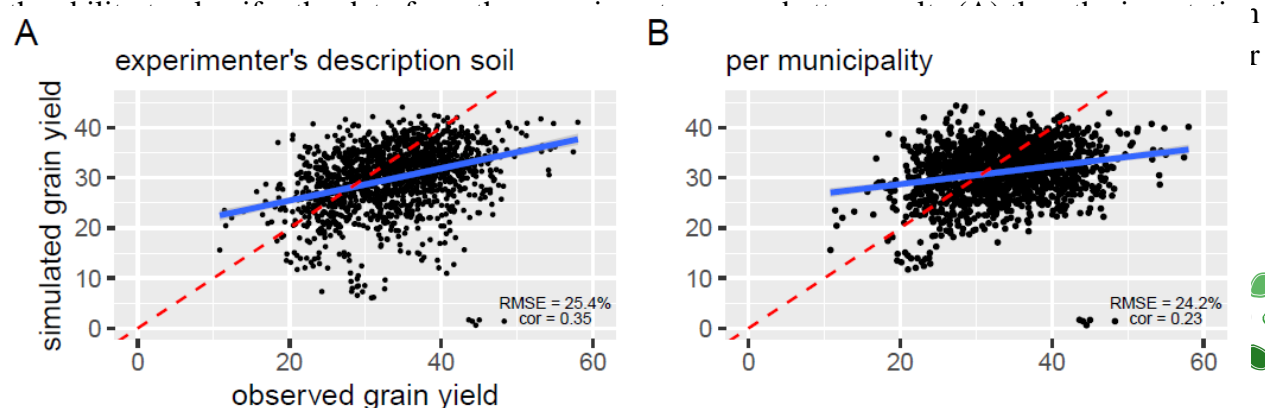 A
experimenter's description soil
simulated grain yield
40
30
20
10
0
RMSE = 25.4%
cor = 0.35
0 20 40 60
observed grain yield
B
per municipality
40
30
20
10
0
RMSE = 24.2%
cor = 0.23
0 20 40 60
n
r